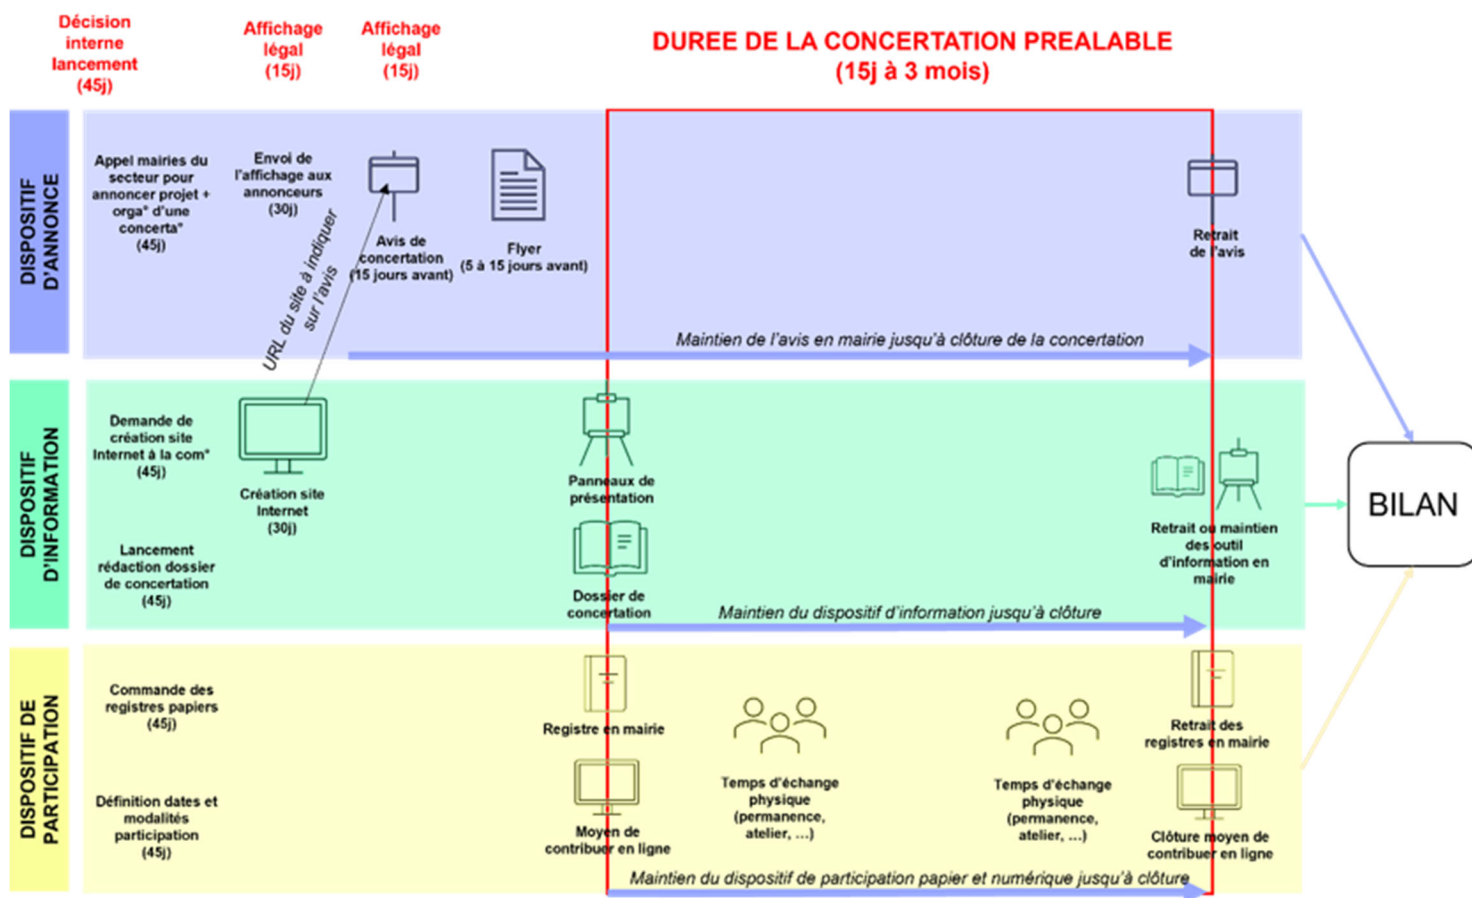 Décision
interne
lancement
(45j)
Affichage
légal
(15j)
Affichage
légal
(15j)
DUREE DE LA CONCERTATION PREALABLE
(15j à 3 mois)
DISPOSITIF
D'ANNONCE
Appel mairies du
secteur pour
annoncer projet +
orga° d'une
concerta°
(45j)
Envoi de
l'affichage aux
annonceurs
(30j)
URL du site à indiquer
sur l'avis
Avis de
concertation
(15 jours avant)
Flyer
(5 à 15 jours avant)
Retrait
de l'avis
Maintien de l'avis en mairie jusqu'à clôture de la concertation
DISPOSITIF
D'INFORMATION
Demande de
création site
Internet à la com°
(45j)
Création site
Internet
(30j)
Lancement
rédaction dossier
de concertation
(45j)
Panneaux de
présentation
Dossier de
concertation
Retrait ou maintien
des outil
d'information en
mairie
Maintien du dispositif d'information jusqu'à clôture
BILAN
DISPOSITIF DE
PARTICIPATION
Commande des
registres papiers
(45j)
Définition dates et
modalités
participation
(45j)
Registre en mairie
Moyen de
contribuer en ligne
Temps d'échange
physique
(permanence,
atelier, ...)
Temps d'échange
physique
(permanence,
atelier, ...)
Retrait des
registres en mairie
Clôture moyen de
contribuer en ligne
Maintien du dispositif de participation papier et numérique jusqu'à clôture